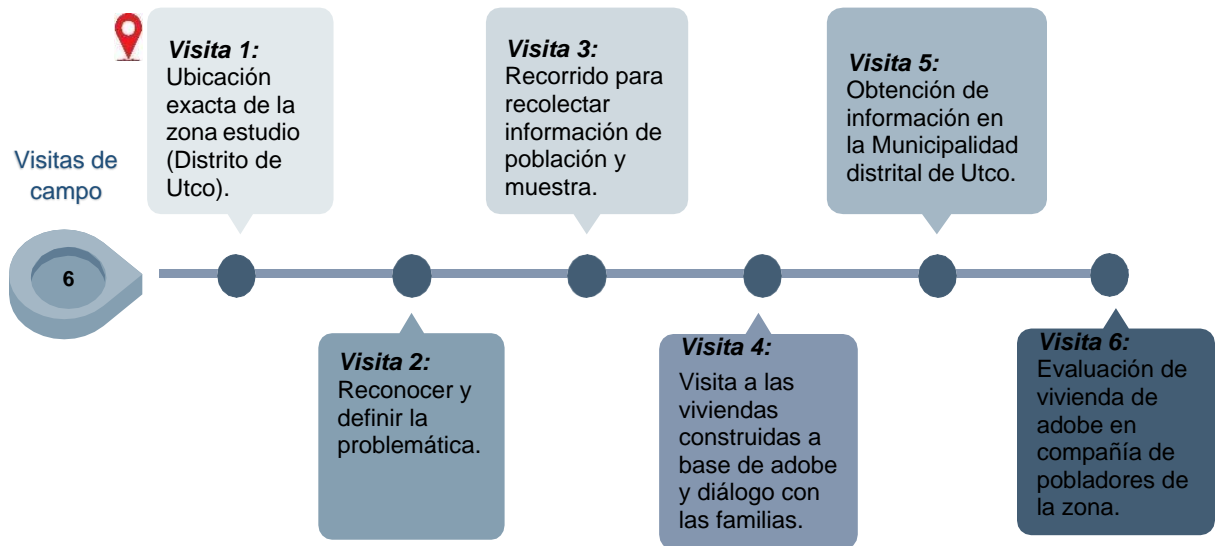 Visitas de
campo
6
Visita 1:
Ubicación
exacta de la
zona estudio
(Distrito de
Utco).
Visita 2:
Reconocer y
definir la
problemática.
Visita 3:
Recorrido para
recolectar
información de
población y
muestra.
Visita 4:
Visita a las
viviendas
construidas a
base de adobe
y diálogo con
las familias.
Visita 5:
Obtención de
información en
la Municipalidad
distrital de Utco.
Visita 6:
Evaluación de
vivienda de
adobe en
compañía de
pobladores de
la zona.